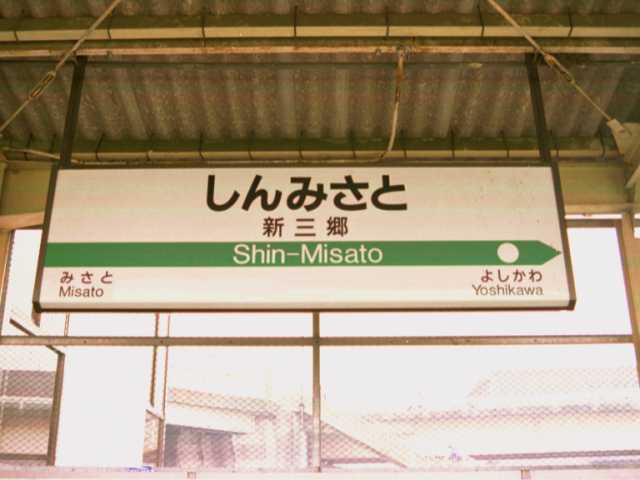 しんみさと
新三郷
Shin-Misato
みさと
Misato
よしかわ
Yoshikawa